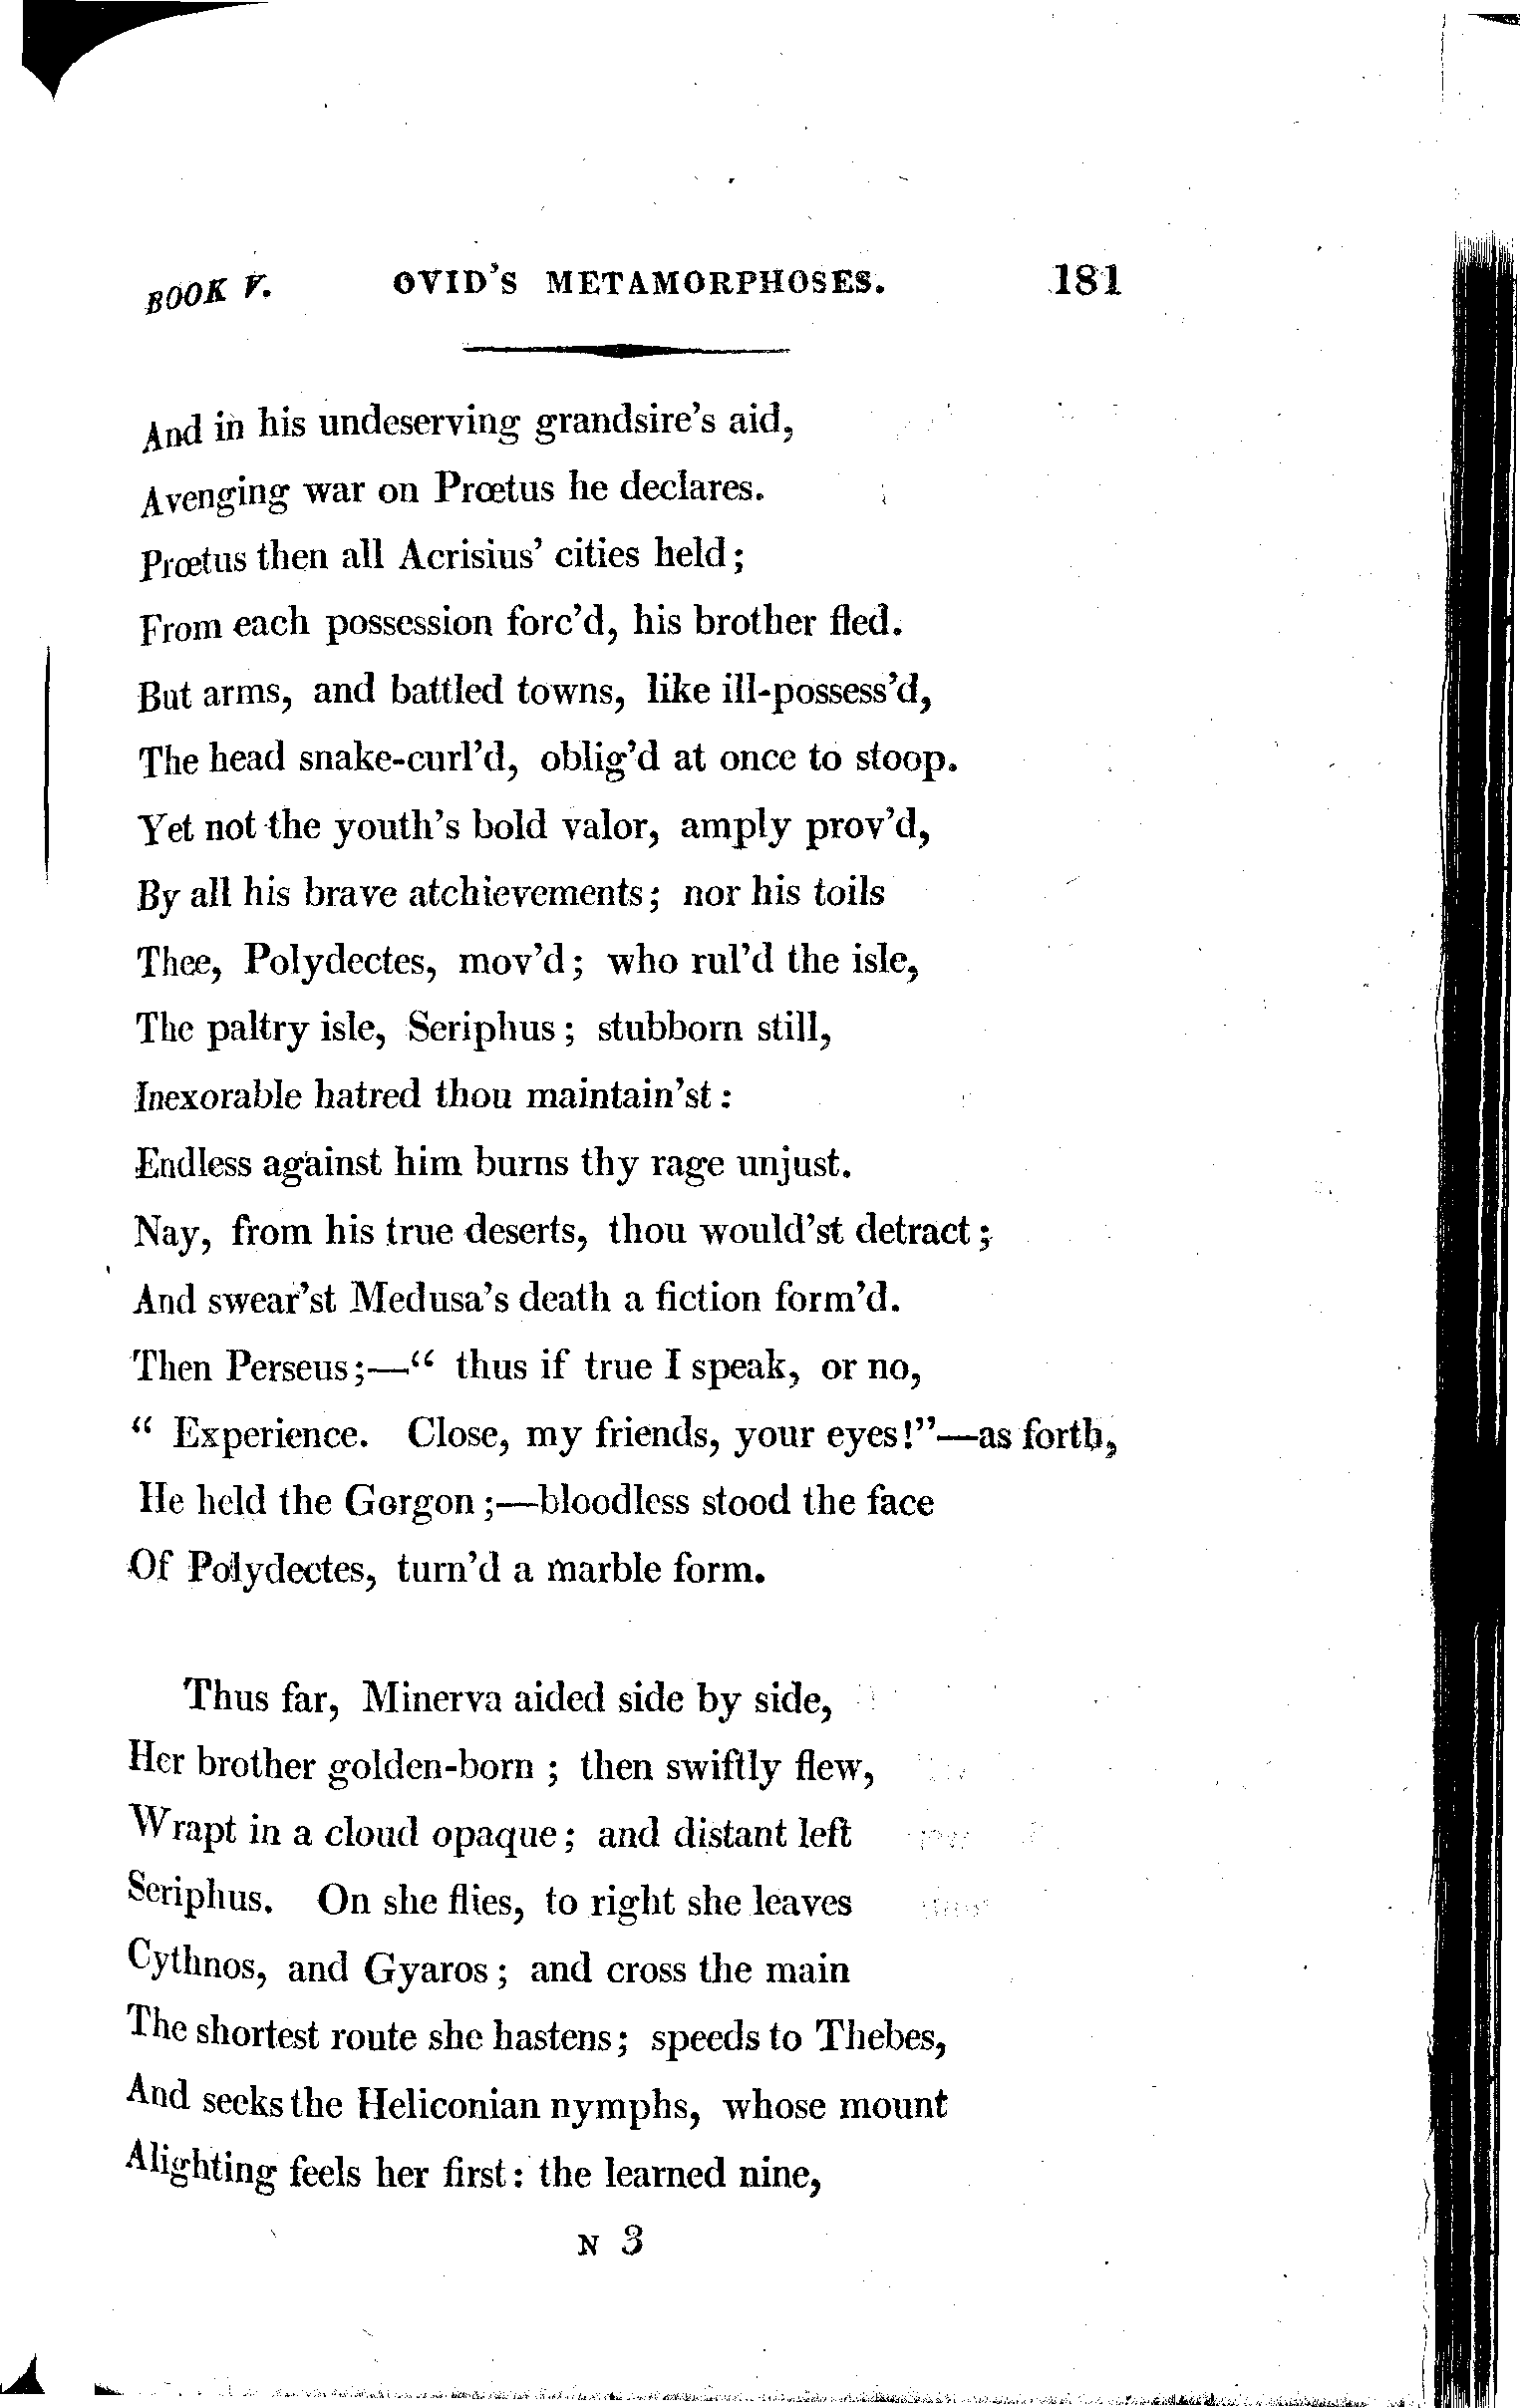 BOOK V. OVID'S METAMORPHOSES. 181
And in his undeserving grandsire's aid,
Avenging war on Prœtus he declares.
Prœtus then all Acrisius' cities held;
From each possession forc'd, his brother fled.
But arms, and battled towns, like ill-possess'd,
The head snake-curl'd, oblig'd at once to stoop.
Yet not the youth's bold valor, amply prov'd,
By all his brave atchievements; nor his toils
Thee, Polydectes, mov'd; who rul'd the isle,
The paltry isle, Seriphus; stubborn still,
Inexorable hatred thou maintain'st:
Endless against him burns thy rage unjust.
Nay, from his true deserts, thou would'st detract;
And swear'st Medusa's death a fiction form'd.
Then Perseus;—“ thus if true I speak, or no,
“ Experience. Close, my friends, your eyes!”—as forth,
He held the Gorgon;—bloodless stood the face
Of Polydectes, turn'd a marble form.
Thus far, Minerva aided side by side,
Her brother golden-born ; then swiftly flew,
Wrapt in a cloud opaque; and distant left
Seriphus. On she flies, to right she leaves
Cythnos, and Gyaros; and cross the main
The shortest route she hastens; speeds to Thebes,
And seeks the Heliconian nymphs, whose mount
Alighting feels her first: the learned nine,
N 3